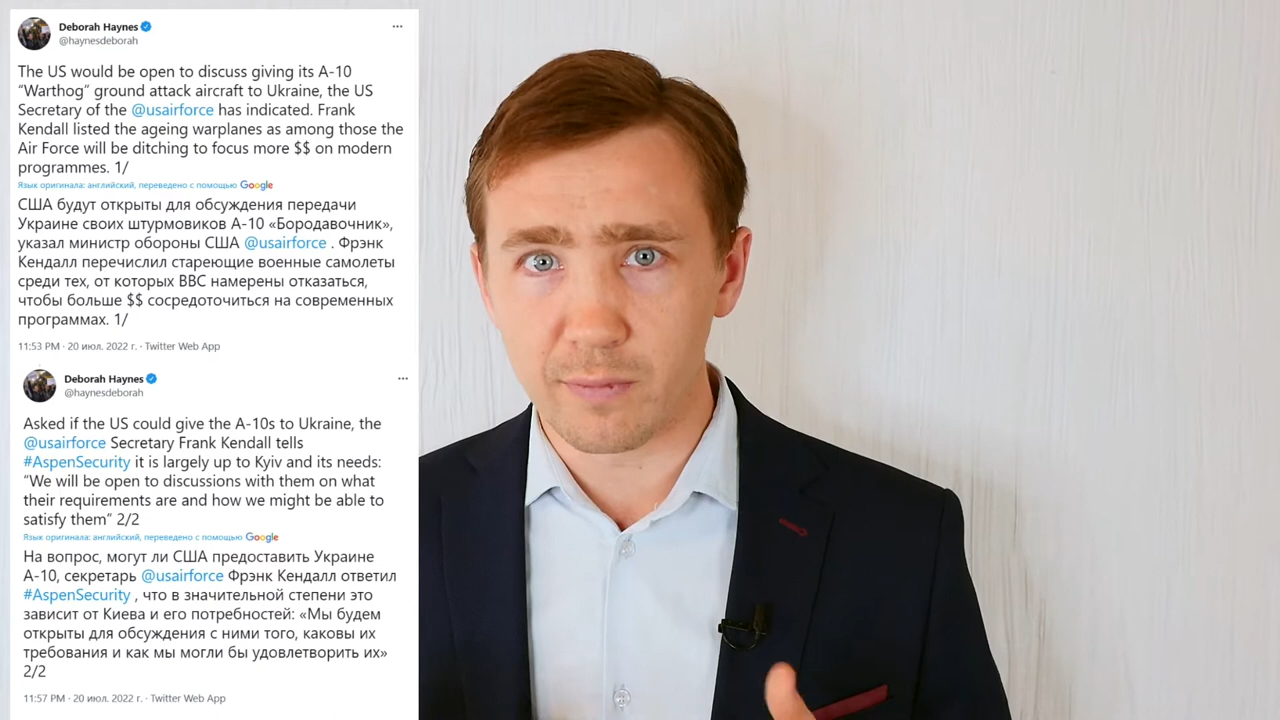 Deborah Haynes
@haynesdeborah
The US would be open to discuss giving its A-10
“Warthog” ground attack aircraft to Ukraine, the US
Secretary of the @usairforce has indicated. Frank
Kendall listed the ageing warplanes as among those the
Air Force will be ditching to focus more $$ on modern
programmes. 1/
Язык оригинала: английский, переведено с помощью Google
США будут открыты для обсуждения передачи
Украине своих штурмовиков А-10 «Бородавочник»,
указал министр обороны США @usairforce . Фрэнк
Кендалл перечислил стареющие военные самолеты
среди тех, от которых ВВС намерены отказаться,
чтобы больше $$ сосредоточиться на современных
программах. 1/
11:53 PM · 20 июл. 2022 г. · Twitter Web App
Deborah Haynes
@haynesdeborah
Asked if the US could give the A-10s to Ukraine, the
@usairforce Secretary Frank Kendall tells
#AspenSecurity it is largely up to Kyiv and its needs:
“We will be open to discussions with them on what
their requirements are and how we might be able to
satisfy them” 2/2
Язык оригинала: английский, переведено с помощью Google
На вопрос, могут ли США предоставить Украине
А-10, секретарь @usairforce Фрэнк Кендалл ответил
#AspenSecurity , что в значительной степени это
зависит от Киева и его потребностей: «Мы будем
открыты для обсуждения с ними того, каковы их
требования и как мы могли бы удовлетворить их»
2/2
11:57 PM · 20 июл. 2022 г. · Twitter Web App